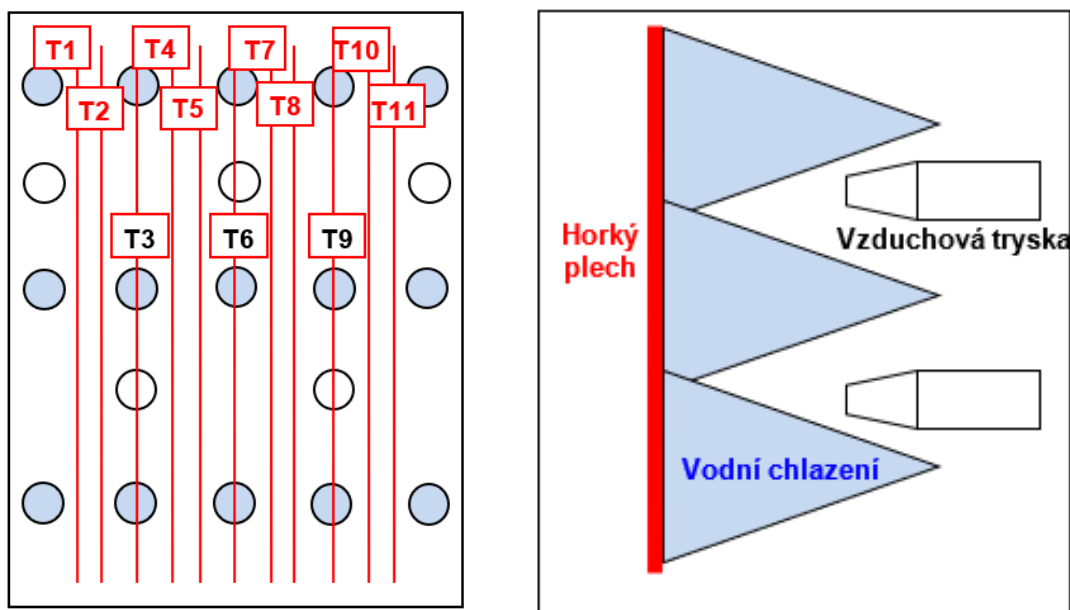 T1
T4
T7
T10
T2
T5
T8
T11
T3
T6
T9
Horký
plech
Vzduchová tryska
Vodní chlazení